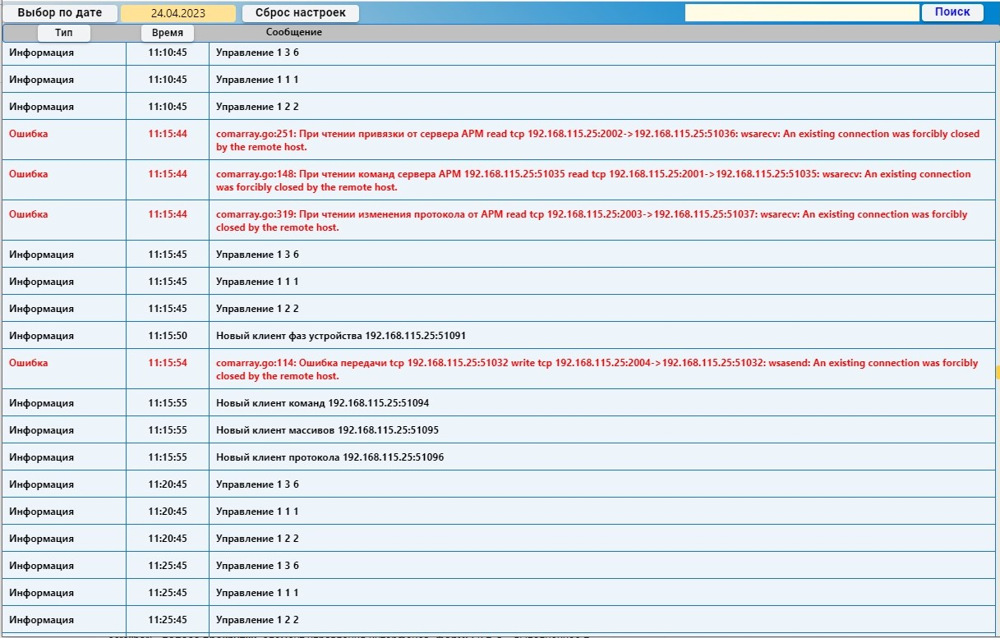 Выбор по дате 24.04.2023 Сброс настроек Поиск
Тип Время Сообщение
Информация 11:10:45 Управление 1 3 6
Информация 11:10:45 Управление 1 1 1
Информация 11:10:45 Управление 1 2 2
Ошибка 11:15:44 comarray.go:251: При чтении привязки от сервера АРМ read tcp 192.168.115.25:2002->192.168.115.25:51036: wsarecv: An existing connection was forcibly closed
by the remote host.
Ошибка 11:15:44 comarray.go:148: При чтении команд сервера АРМ 192.168.115.25:51035 read tcp 192.168.115.25:2001->192.168.115.25:51035: wsarecv: An existing connection
was forcibly closed by the remote host.
Ошибка 11:15:44 comarray.go:319: При чтении изменения протокола от АРМ read tcp 192.168.115.25:2003->192.168.115.25:51037: wsarecv: An existing connection was forcibly
closed by the remote host.
Информация 11:15:45 Управление 1 3 6
Информация 11:15:45 Управление 1 1 1
Информация 11:15:45 Управление 1 2 2
Информация 11:15:50 Новый клиент фаз устройства 192.168.115.25:51091
Ошибка 11:15:54 comarray.go:114: Ошибка передачи tcp 192.168.115.25:51032 write tcp 192.168.115.25:2004->192.168.115.25:51032: wsasend: An existing connection was forcibly
closed by the remote host.
Информация 11:15:55 Новый клиент команд 192.168.115.25:51094
Информация 11:15:55 Новый клиент массивов 192.168.115.25:51095
Информация 11:15:55 Новый клиент протокола 192.168.115.25:51096
Информация 11:20:45 Управление 1 3 6
Информация 11:20:45 Управление 1 1 1
Информация 11:20:45 Управление 1 2 2
Информация 11:25:45 Управление 1 3 6
Информация 11:25:45 Управление 1 1 1
Информация 11:25:45 Управление 1 2 2